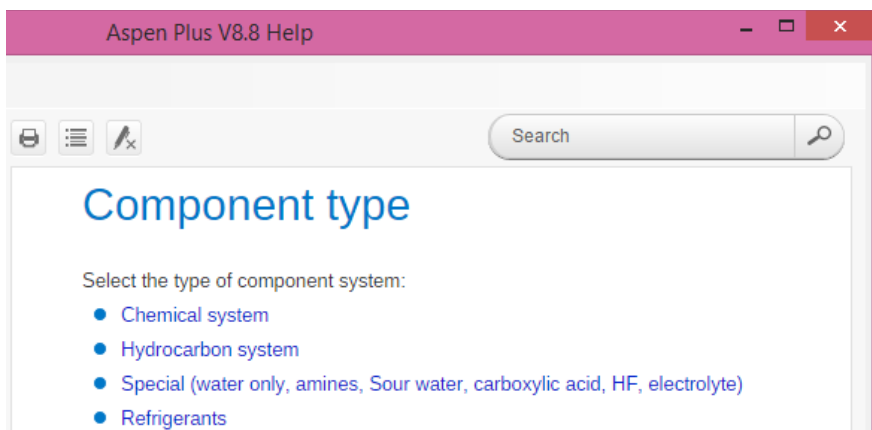 Aspen Plus V8.8 Help
Search
Component type
Select the type of component system:
Chemical system
Hydrocarbon system
Special (water only, amines, Sour water, carboxylic acid, HF, electrolyte)
Refrigerants